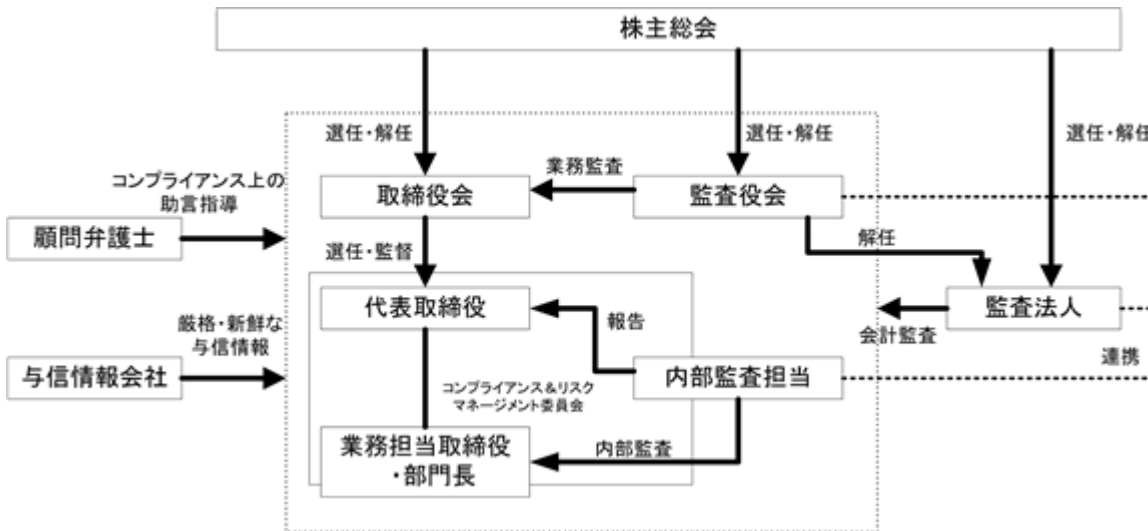 株主総会
選任・解任
選任・解任
選任・解任
業務監査
コンプライアンス上の
助言指導
取締役会
監査役会
顧問弁護士
選任・監督
解任
代表取締役
報告
監査法人
会計監査
厳格・新鮮な
与信情報
連携
与信情報会社
内部監査担当
コンプライアンス&リスク
マネージメント委員会
業務担当取締役
・部門長
内部監査